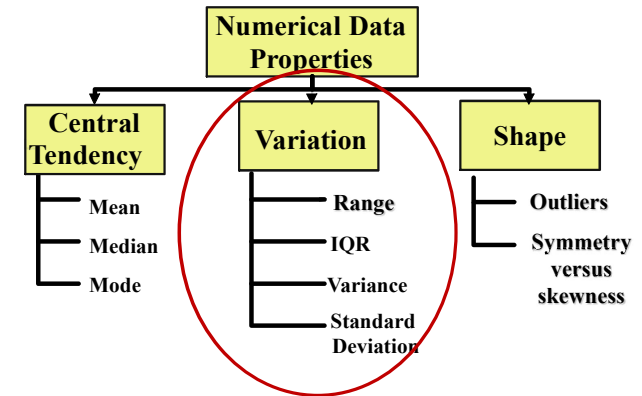 Numerical Data
Properties
Central
Tendency
Mean
Median
Mode
Variation
Range
IQR
Variance
Standard
Deviation
Shape
Outliers
Symmetry
versus
skewness